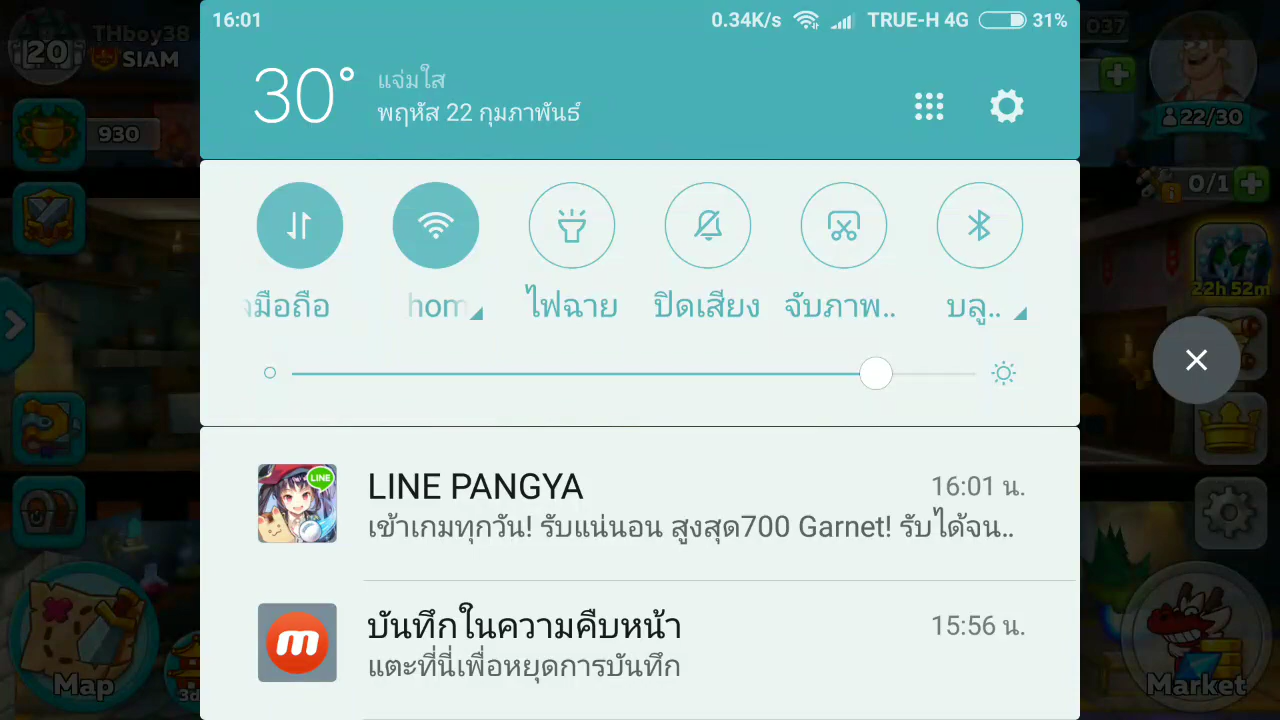 16:01
0.34K/s TRUE-H 4G 31%
30° แจ่มใส
พฤหัส 22 กุมภาพันธ์
มือถือ
hom
ไฟฉาย
ปิดเสียง
จับภาพ..
บลู..
LINE
LINE PANGYA 16:01 น.
เข้าเกมทุกวัน! รับแน่นอน สูงสุด700 Garnet! รับได้จน..
m
บันทึกในความคืบหน้า 15:56 น.
แตะที่นี่เพื่อหยุดการบันทึก
20
THboy38
SIAM
930
Map
3d
037
22/30
0/1
22h 52m
Market